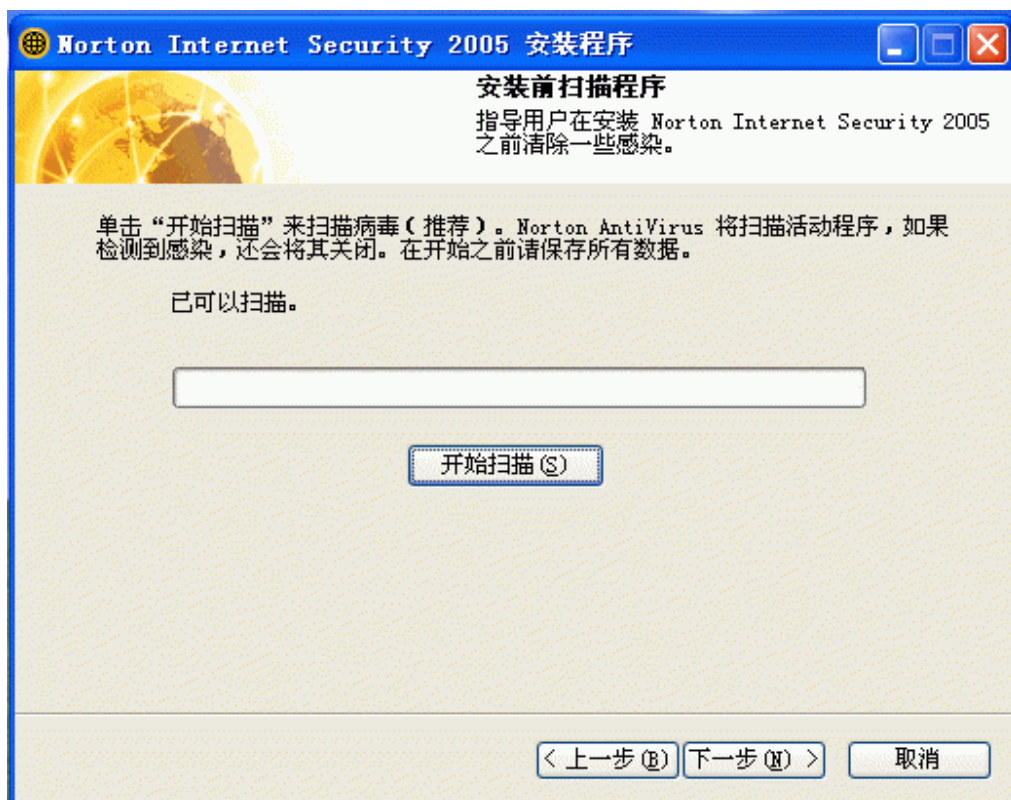 Norton Internet Security 2005 安装程序
安装前扫描程序
指导用户在安装 Norton Internet Security 2005
之前清除一些感染。
单击“开始扫描”来扫描病毒(推荐)。Norton AntiVirus 将扫描活动程序,如果
检测到感染,还会将其关闭。在开始之前请保存所有数据。
已可以扫描。
开始扫描(S)
< 上一步(B) 下一步(N) > 取消